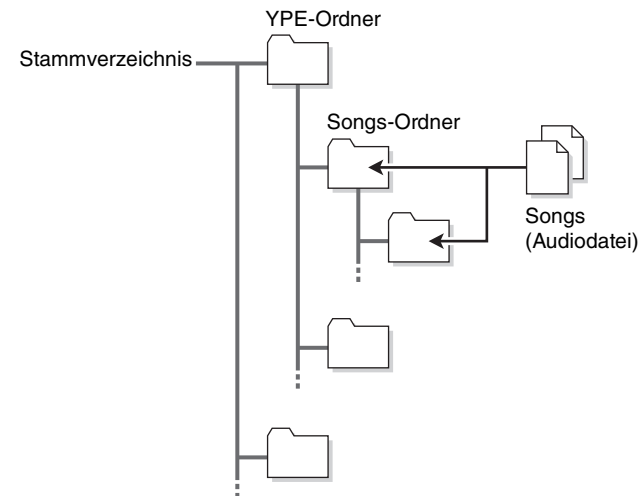 YPE-Ordner
Stammverzeichnis
Songs-Ordner
Songs
(Audiodatei)